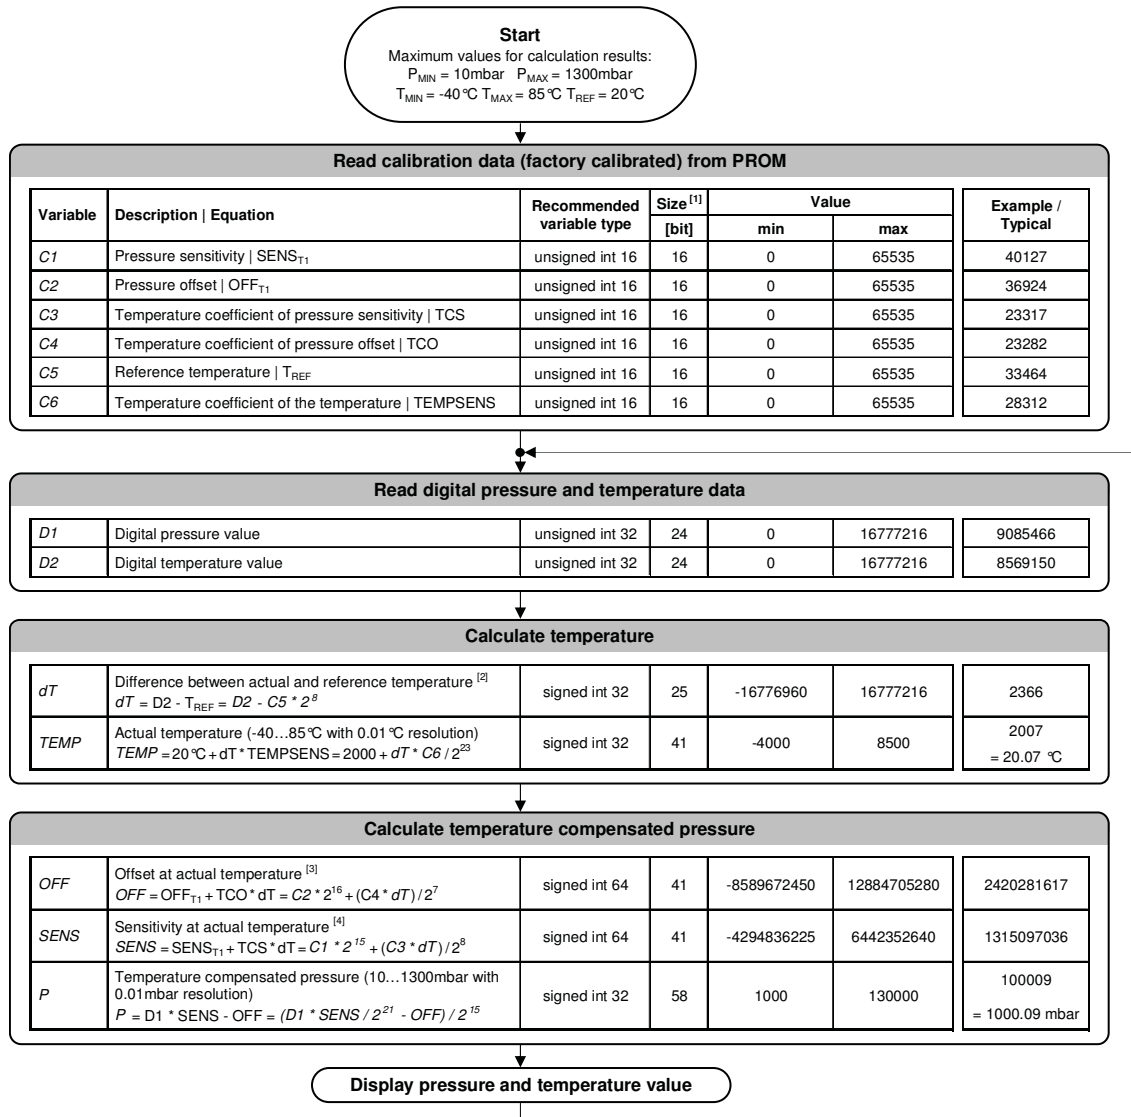 Start
Maximum values for calculation results:
PMIN = 10mbar PMAX = 1300mbar
TMIN = -40°C TMAX = 85°C TREF = 20°C
Read calibration data (factory calibrated) from PROM
Variable Description | Equation Recommended variable type Size [1] [bit] Value min max Example / Typical
C1 Pressure sensitivity | SENST1 unsigned int 16 16 0 65535 40127
C2 Pressure offset | OFFT1 unsigned int 16 16 0 65535 36924
C3 Temperature coefficient of pressure sensitivity | TCS unsigned int 16 16 0 65535 23317
C4 Temperature coefficient of pressure offset | TCO unsigned int 16 16 0 65535 23282
C5 Reference temperature | TREF unsigned int 16 16 0 65535 33464
C6 Temperature coefficient of the temperature | TEMPSENS unsigned int 16 16 0 65535 28312
Read digital pressure and temperature data
D1 Digital pressure value unsigned int 32 24 0 16777216 9085466
D2 Digital temperature value unsigned int 32 24 0 16777216 8569150
Calculate temperature
dT Difference between actual and reference temperature [2]
dT = D2 - TREF = D2 - C5 * 2^8 signed int 32 25 -16776960 16777216 2366
TEMP Actual temperature (-40…85°C with 0.01°C resolution)
TEMP = 20°C + dT * TEMPSENS = 2000 + dT * C6 / 2^23 signed int 32 41 -4000 8500 2007
= 20.07 °C
Calculate temperature compensated pressure
OFF Offset at actual temperature [3]
OFF = OFFT1 + TCO * dT = C2 * 2^16 + (C4 * dT) / 2^7 signed int 64 41 -8589672450 12884705280 2420281617
SENS Sensitivity at actual temperature [4]
SENS = SENST1 + TCS * dT = C1 * 2^15 + (C3 * dT) / 2^8 signed int 64 41 -4294836225 6442352640 1315097036
P Temperature compensated pressure (10…1300mbar with
0.01mbar resolution)
P = D1 * SENS - OFF = (D1 * SENS / 2^21 - OFF) / 2^15 signed int 32 58 1000 130000 100009
= 1000.09 mbar
Display pressure and temperature value